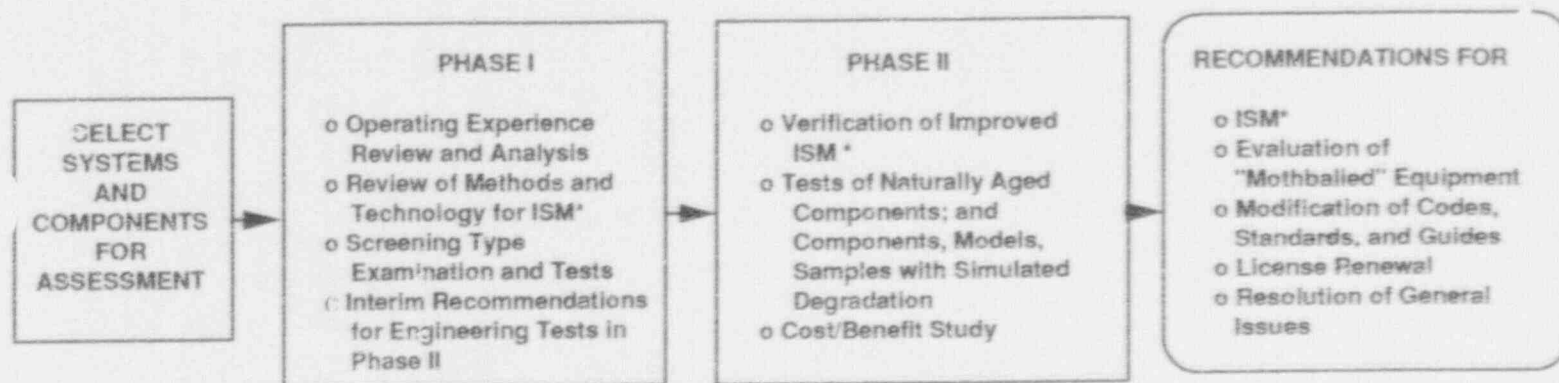 SELECT
SYSTEMS
AND
COMPONENTS
FOR
ASSESSMENT
PHASE I
o Operating Experience
Review and Analysis
o Review of Methods and
Technology for ISM*
o Screening Type
Examination and Tests
o Interim Recommendations
for Engineering Tests in
Phase II
PHASE II
o Verification of Improved
ISM *
o Tests of Naturally Aged
Components; and
Components, Models,
Samples with Simulated
Degradation
o Cost/Benefit Study
RECOMMENDATIONS FOR
o ISM*
o Evaluation of
"Mothballed" Equipment
o Modification of Codes,
Standards, and Guides
o License Renewal
o Resolution of General
Issues